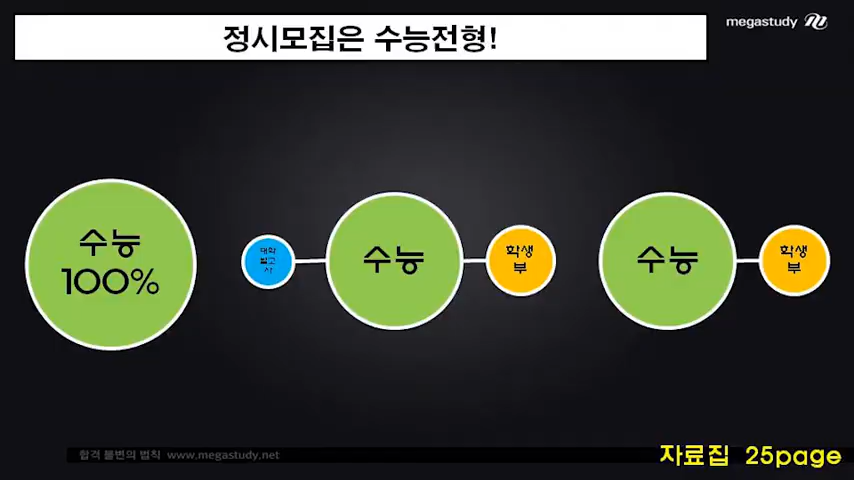 정시모집은 수능전형!
megastudy
수능
100%
대학
별고
사
수능
학생
부
수능
학생
부
합격 불변의 법칙 www.megastudy.net
자료집 25page